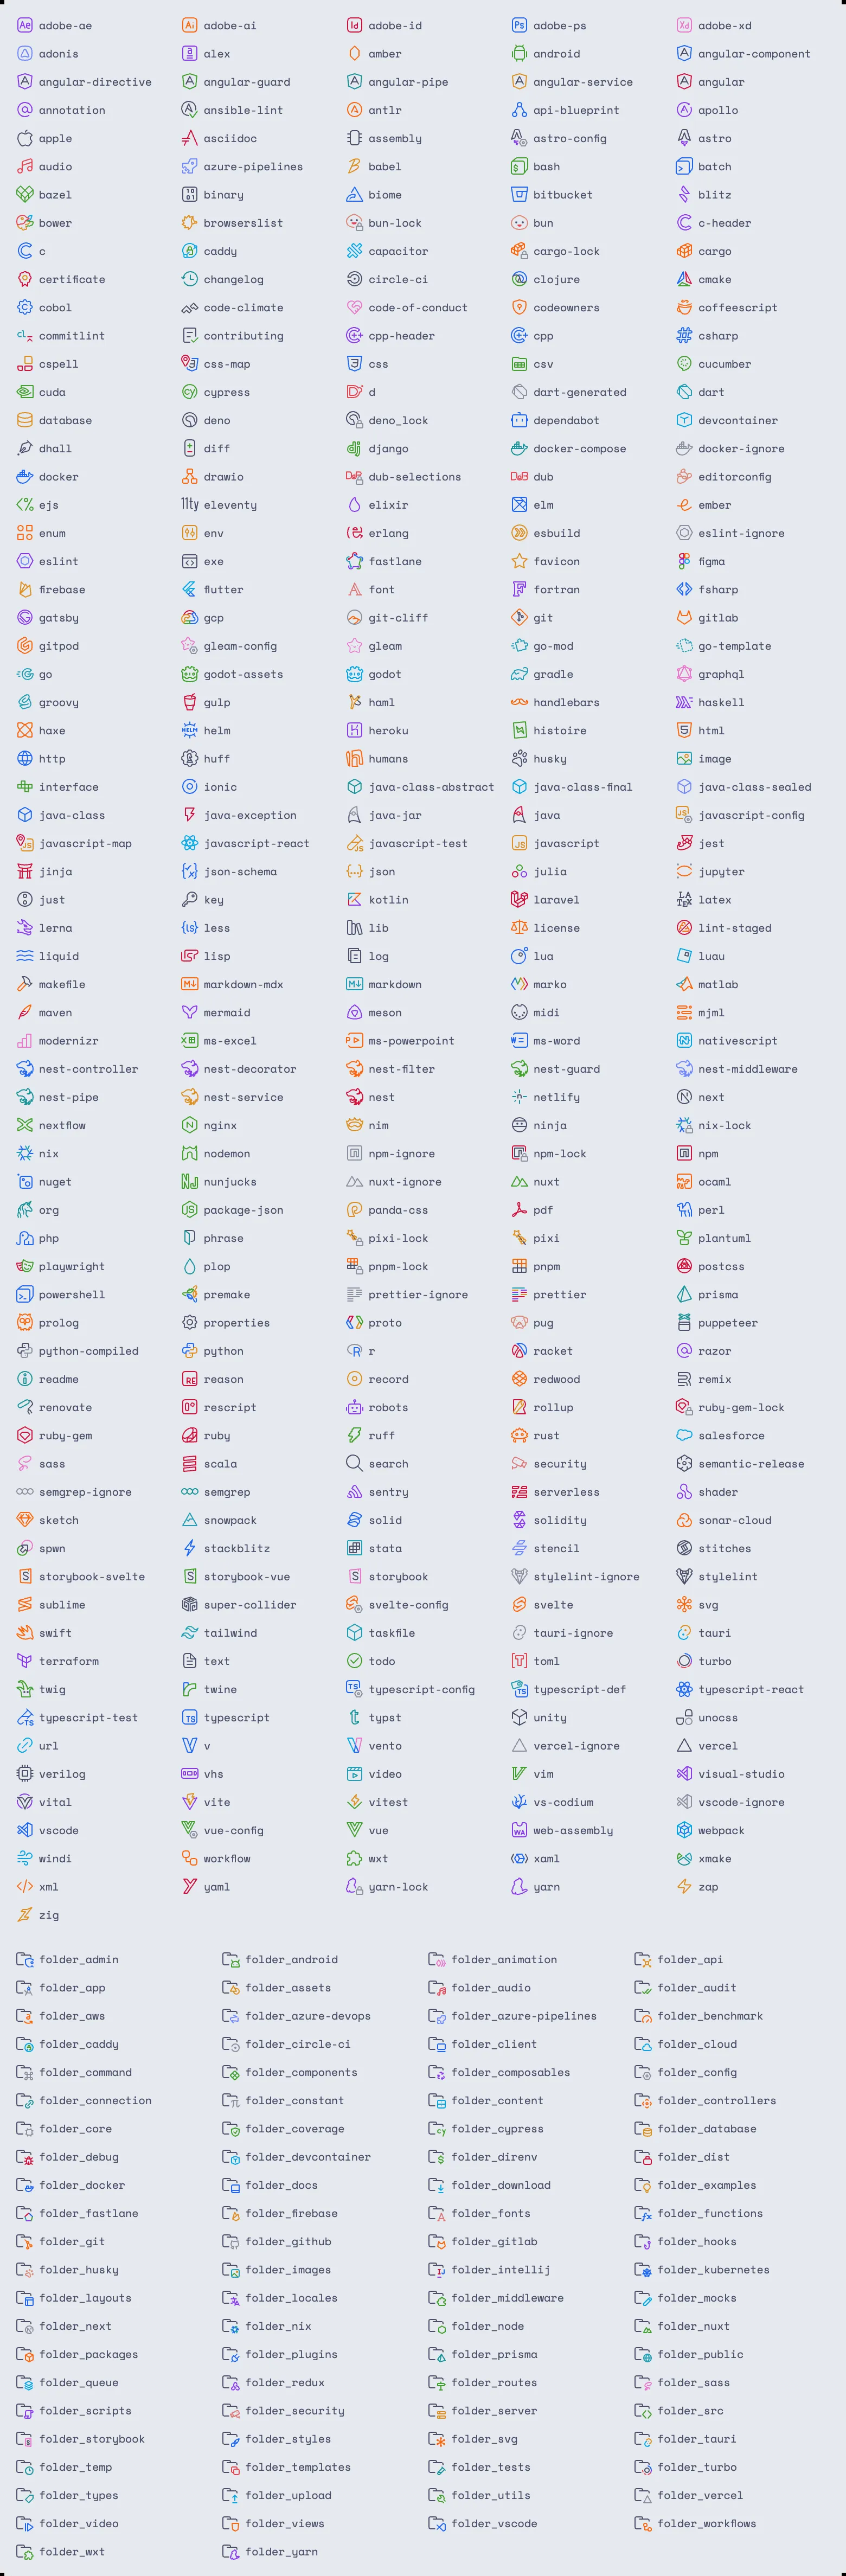 adobe-ae adobe-ai adobe-id adobe-ps adobe-xd
adonis alex amber android angular-component
angular-directive angular-guard angular-pipe angular-service angular
annotation ansible-lint antlr api-blueprint apollo
apple asciidoc assembly astro-config astro
audio azure-pipelines babel bash batch
bazel binary biome bitbucket blitz
bower browserslist bun-lock bun c-header
c caddy capacitor cargo-lock cargo
certificate changelog circle-ci clojure cmake
cobol code-climate code-of-conduct codeowners coffeescript
commitlint contributing cpp-header cpp csharp
cspell css-map css csv cucumber
cuda cypress d dart-generated dart
database deno deno_lock dependabot devcontainer
dhall diff django docker-compose docker-ignore
docker drawio dub-selections dub editorconfig
ejs eleventy elixir elm ember
enum env erlang esbuild eslint-ignore
eslint exe fastlane favicon figma
firebase flutter font fortran fsharp
gatsby gcp git-cliff git gitlab
gitpod gleam-config gleam go-mod go-template
go godot-assets godot gradle graphql
groovy gulp haml handlebars haskell
haxe helm heroku histoire html
http huff humans husky image
interface ionic java-class-abstract java-class-final java-class-sealed
java-class java-exception java-jar java javascript-config
javascript-map javascript-react javascript-test javascript jest
jinja json-schema json julia jupyter
just key kotlin laravel latex
lerna less lib license lint-staged
liquid lisp log lua luau
makefile markdown-mdx markdown marko matlab
maven mermaid meson midi mjml
modernizr ms-excel ms-powerpoint ms-word nativescript
nest-controller nest-decorator nest-filter nest-guard nest-middleware
nest-pipe nest-service nest netlify next
nextflow nginx nim ninja nix-lock
nix nodemon npm-ignore npm-lock npm
nuget nunjucks nuxt-ignore nuxt ocaml
org package-json panda-css pdf perl
php phrase pixi-lock pixi plantuml
playwright plop pnpm-lock pnpm postcss
powershell premake prettier-ignore prettier prisma
prolog properties proto pug puppeteer
python-compiled python r racket razor
readme reason record redwood remix
renovate rescript robots rollup ruby-gem-lock
ruby-gem ruby ruff rust salesforce
sass scala search security semantic-release
semgrep-ignore semgrep sentry serverless shader
sketch snowpack solid solidity sonar-cloud
spwn stackblitz stata stencil stitches
storybook-svelte storybook-vue storybook stylelint-ignore stylelint
sublime super-collider svelte-config svelte svg
swift tailwind taskfile tauri-ignore tauri
terraform text todo toml turbo
twig twine typescript-config typescript-def typescript-react
typescript-test typescript typst unity unocss
url v vento vercel-ignore vercel
verilog vhs video vim visual-studio
vital vite vitest vs-codium vscode-ignore
vscode vue-config vue web-assembly webpack
windi workflow wxt xaml xmake
xml yaml yarn-lock yarn zap
zig
folder_admin folder_android folder_animation folder_api
folder_app folder_assets folder_audio folder_audit
folder_aws folder_azure-devops folder_azure-pipelines folder_benchmark
folder_caddy folder_circle-ci folder_client folder_cloud
folder_command folder_components folder_composables folder_config
folder_connection folder_constant folder_content folder_controllers
folder_core folder_coverage folder_cypress folder_database
folder_debug folder_devcontainer folder_direnv folder_dist
folder_docker folder_docs folder_download folder_examples
folder_fastlane folder_firebase folder_fonts folder_functions
folder_git folder_github folder_gitlab folder_hooks
folder_husky folder_images folder_intellij folder_kubernetes
folder_layouts folder_locales folder_middleware folder_mocks
folder_next folder_nix folder_node folder_nuxt
folder_packages folder_plugins folder_prisma folder_public
folder_queue folder_redux folder_routes folder_sass
folder_scripts folder_security folder_server folder_src
folder_storybook folder_styles folder_svg folder_tauri
folder_temp folder_templates folder_tests folder_turbo
folder_types folder_upload folder_utils folder_vercel
folder_video folder_views folder_vscode folder_workflows
folder_wxt folder_yarn